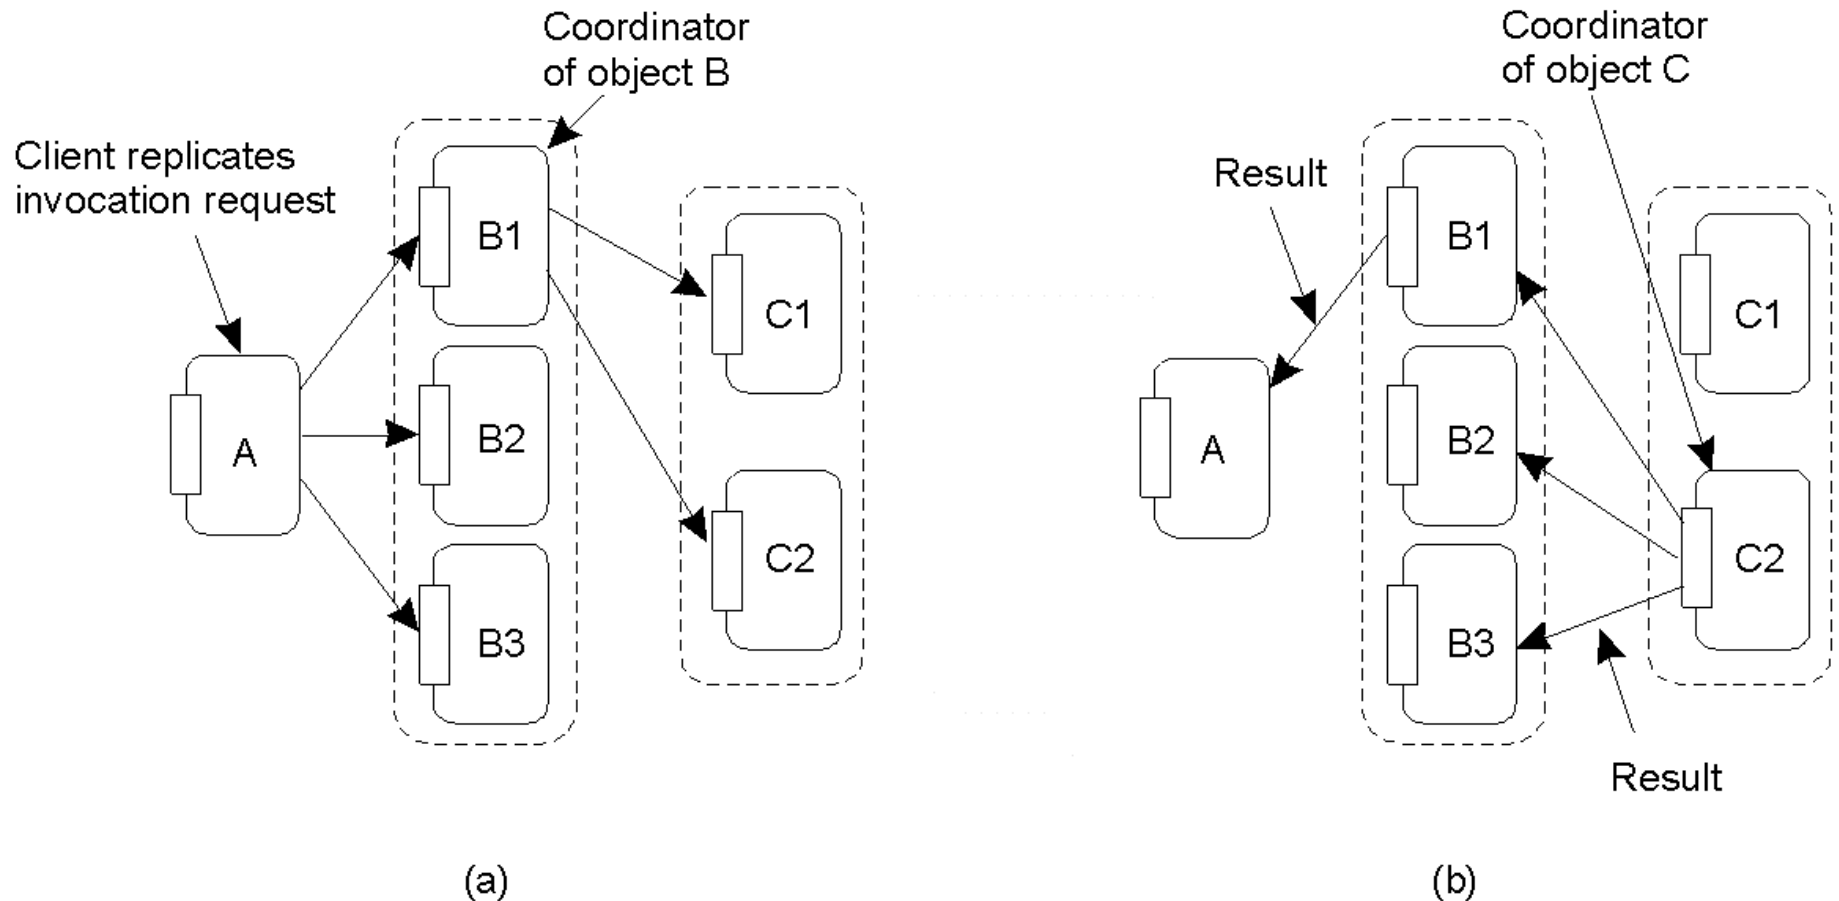 Coordinator
of object B
Client replicates
invocation request
B1
C1
B2
A
C2
B3
(a)
Coordinator
of object C
Result
B1
C1
B2
A
C2
B3
Result
(b)